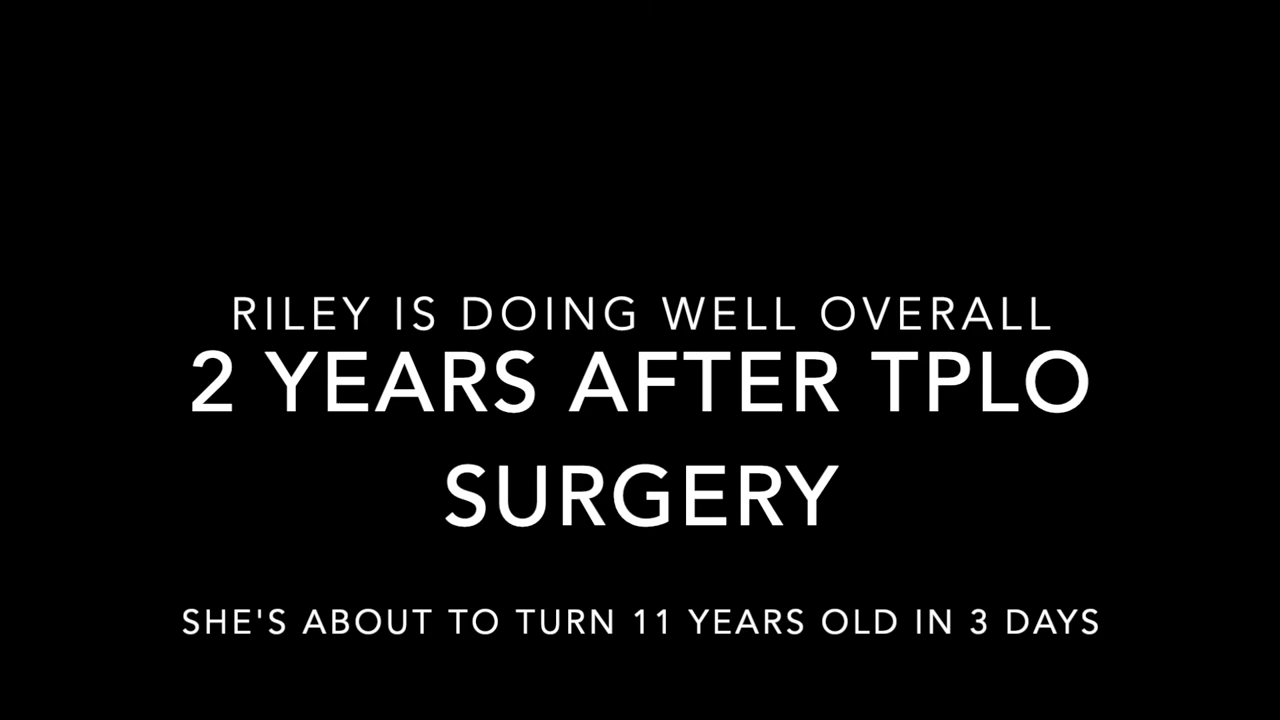 RILEY IS DOING WELL OVERALL
2 YEARS AFTER TPLO
SURGERY
SHE'S ABOUT TO TURN 11 YEARS OLD IN 3 DAYS